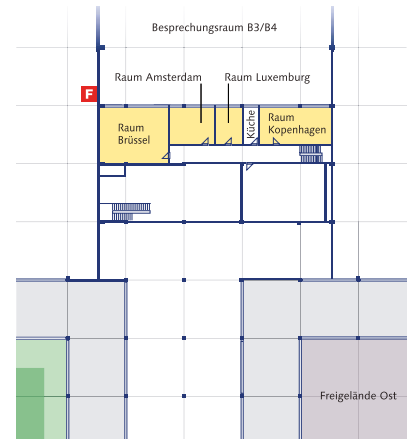 Besprechungsraum B3/B4
Raum Amsterdam
Raum Luxemburg
F
Raum
Brüssel
Küche
Raum
Kopenhagen
Freigelände Ost